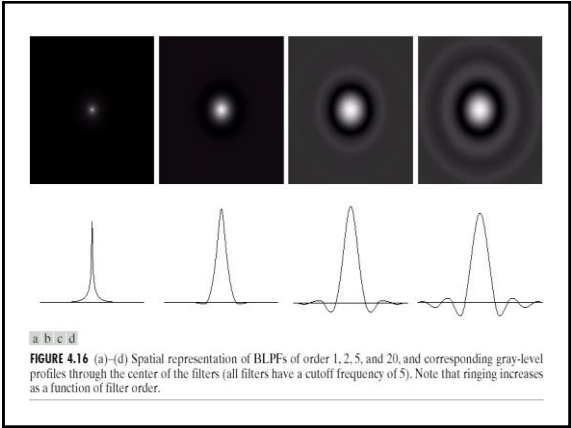 a b c d
FIGURE 4.16 (a)–(d) Spatial representation of BLPFs of order 1, 2, 5, and 20, and corresponding gray-level
profiles through the center of the filters (all filters have a cutoff frequency of 5). Note that ringing increases
as a function of filter order.